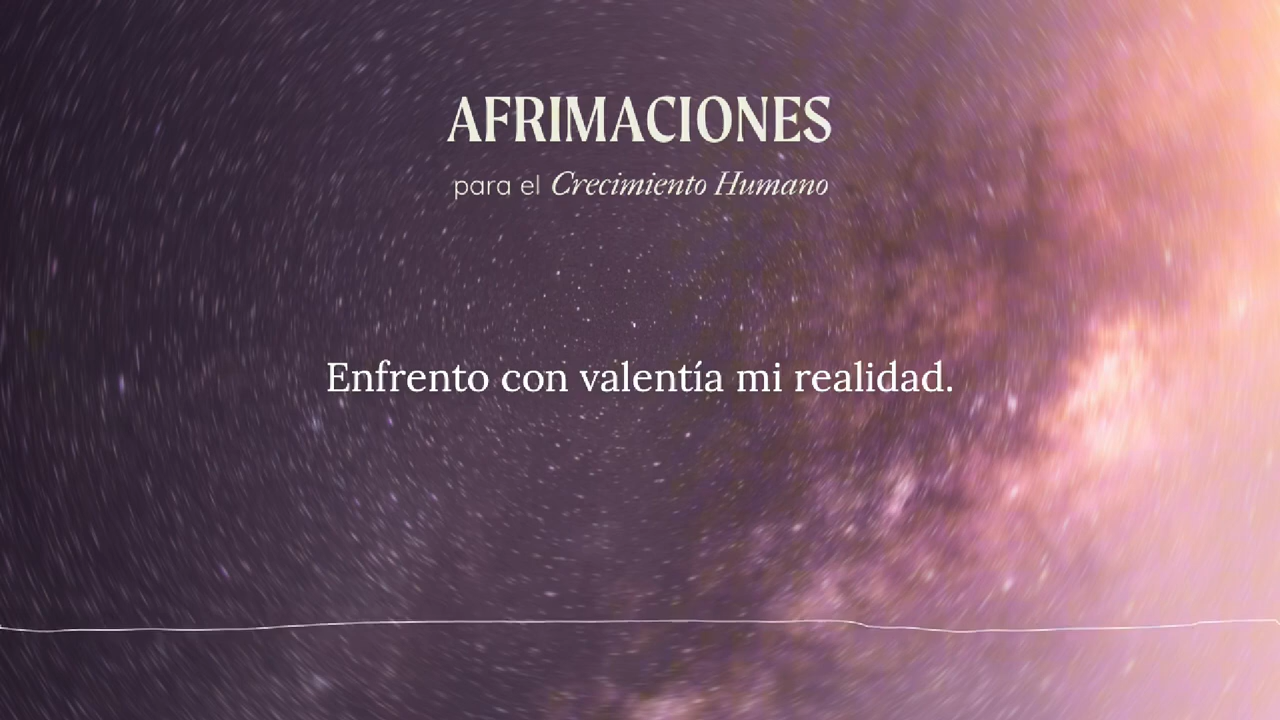 AFRIMACIONES
para el Crecimiento Humano
Enfrento con valentía mi realidad.